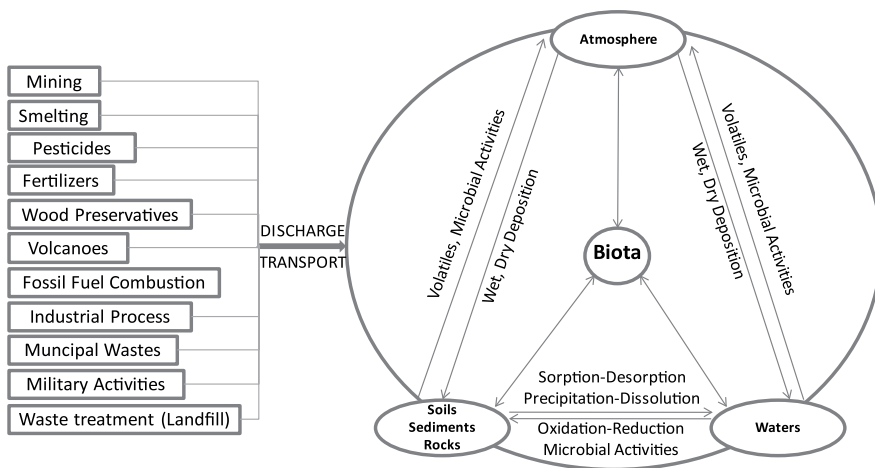 Mining
Smelting
Pesticides
Fertilizers
Wood Preservatives
Volcanoes
Fossil Fuel Combustion
Industrial Process
Muncipal Wastes
Military Activities
Waste treatment (Landfill)
DISCHARGE
TRANSPORT
Atmosphere
Volatiles, Microbial Activities
Wet, Dry Deposition
Wet, Dry Deposition
Volatiles, Microbial Activities
Biota
Sorption-Desorption
Precipitation-Dissolution
Oxidation-Reduction
Microbial Activities
Soils
Sediments
Rocks
Waters